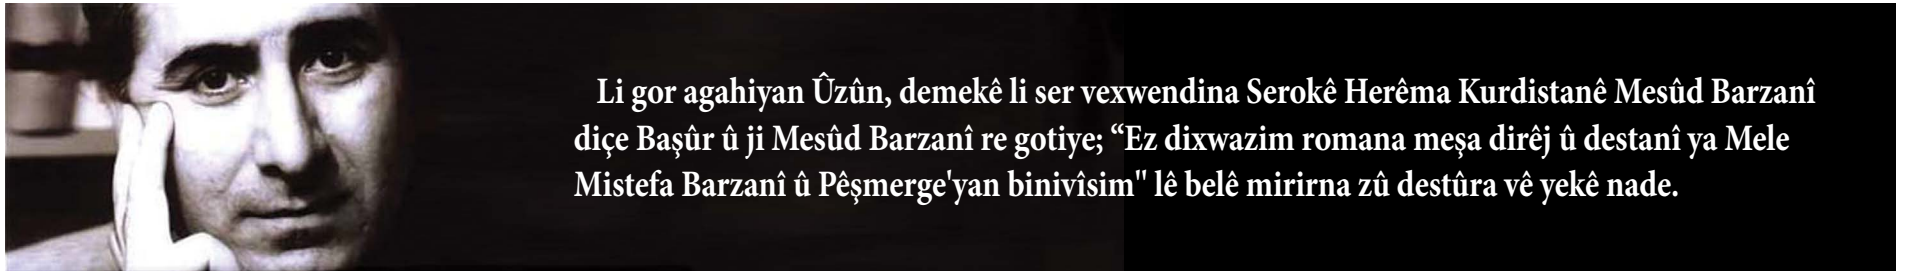 Li gor agahiyan Ûzûn, demekê li ser vexwendina Serokê Herêma Kurdistanê Mesûd Barzanî
diçe Başûr û ji Mesûd Barzanî re gotiye; “Ez dixwazim romana meşa dirêj û destanî ya Mele
Mistefa Barzanî û Pêşmerge'yan binivîsim" lê belê mirirna zû destûra vê yekê nade.